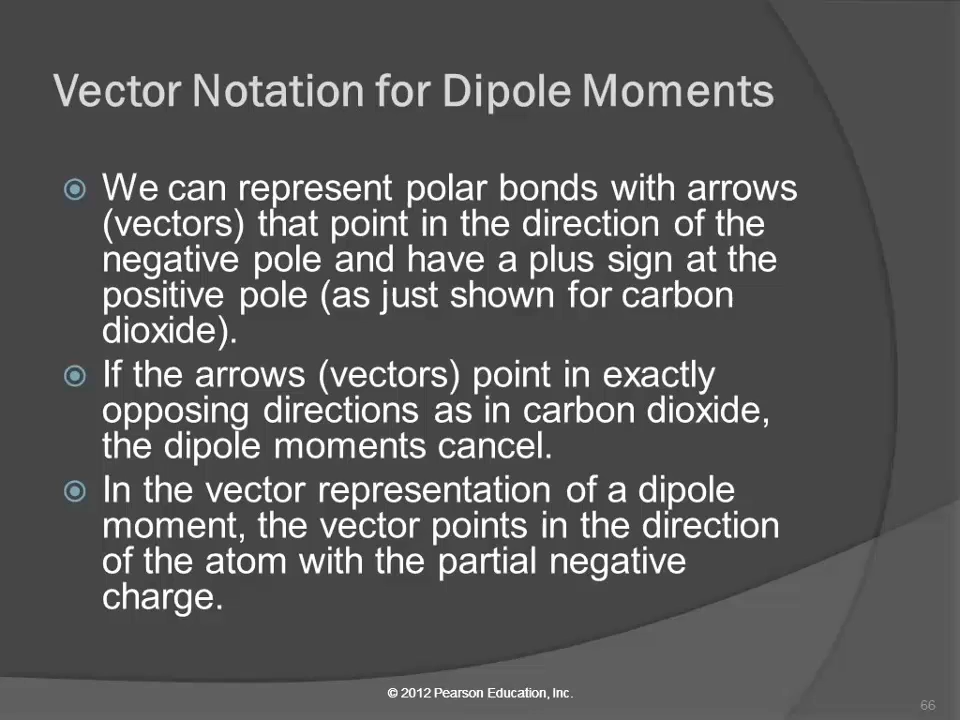 Vector Notation for Dipole Moments
We can represent polar bonds with arrows
(vectors) that point in the direction of the
negative pole and have a plus sign at the
positive pole (as just shown for carbon
dioxide).
If the arrows (vectors) point in exactly
opposing directions as in carbon dioxide,
the dipole moments cancel.
In the vector representation of a dipole
moment, the vector points in the direction
of the atom with the partial negative
charge.
© 2012 Pearson Education, Inc.
66